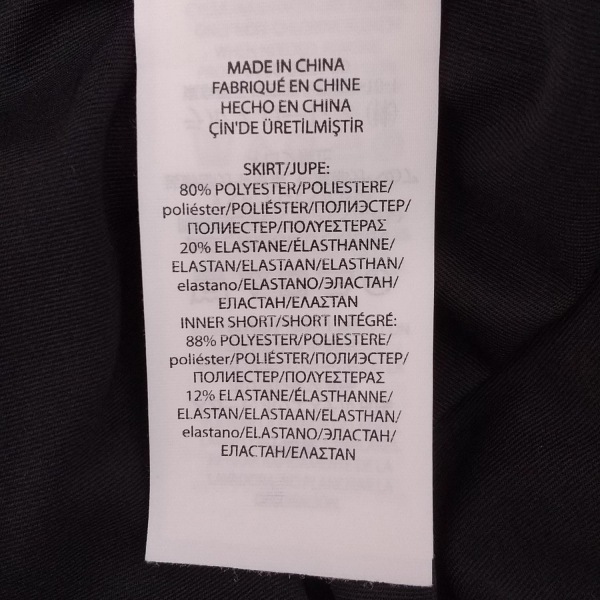 MADE IN CHINA
FABRIQUÉ EN CHINE
HECHO EN CHINA
ÇİN'DE ÜRETİLMİŞTİR
SKIRT/JUPE:
80% POLYESTER/POLIESTERE/
poliéster/POLIÉSTER/ПОЛИЭСТЕР/
ПОЛИЕСТЕР/ΠΟΛΥΕΣΤΕΡΑΣ
20% ELASTANE/ÉLASTHANNE/
ELASTAN/ELASTAAN/ELASTHAN/
elastano/ELASTANO/ЭЛАСТАН/
ЕЛАСТАН/ΕΛΑΣΤΑΝ
INNER SHORT/SHORT INTÉGRÉ:
88% POLYESTER/POLIESTERE/
poliéster/POLIÉSTER/ПОЛИЭСТЕР/
ПОЛИЕСТЕР/ΠΟΛΥΕΣΤΕΡΑΣ
12% ELASTANE/ÉLASTHANNE/
ELASTAN/ELASTAAN/ELASTHAN/
elastano/ELASTANO/ЭЛАСТАН/
ЕЛАСТАН/ΕΛΑΣΤΑΝ